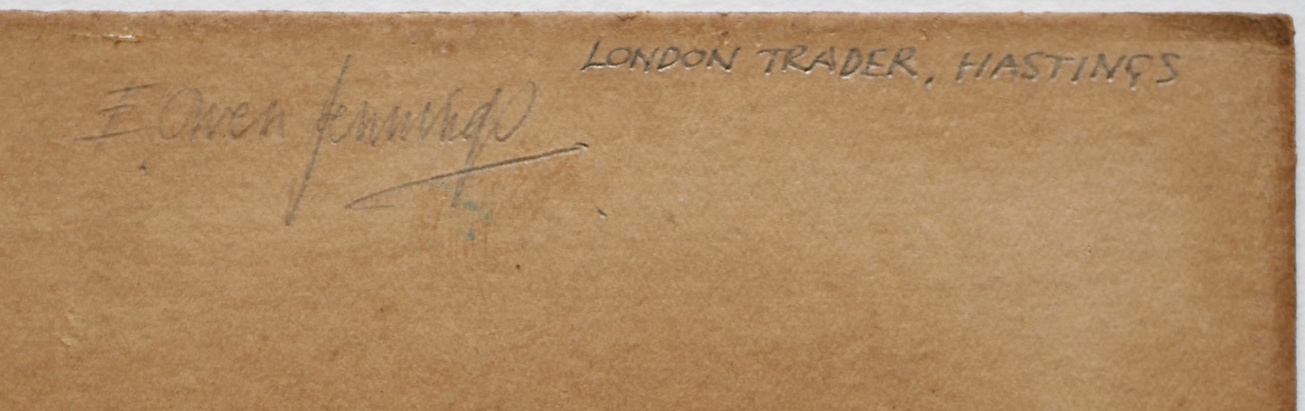 LONDON TRADER, HASTINGS
E Owen Jennings